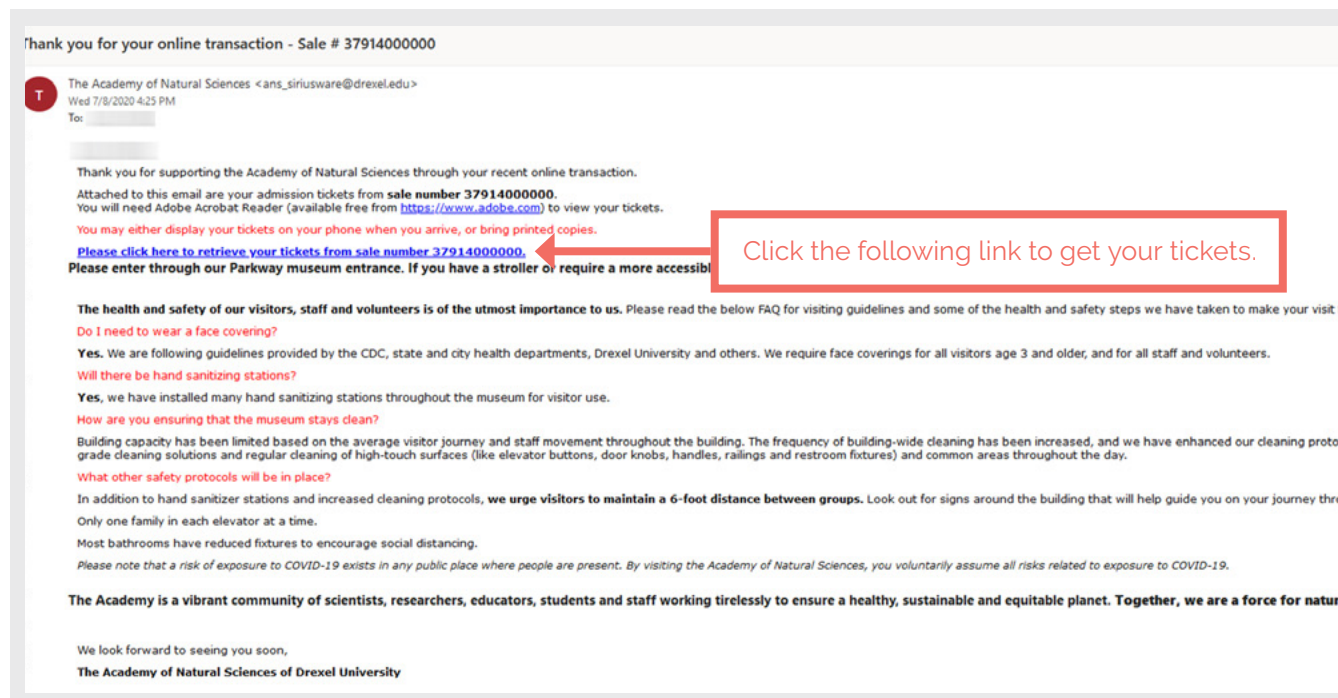 Thank you for your online transaction - Sale # 37914000000
T
The Academy of Natural Sciences <ans_siriusware@drexel.edu>
Wed 7/8/2020 4:25 PM
To:
Thank you for supporting the Academy of Natural Sciences through your recent online transaction.
Attached to this email are your admission tickets from sale number 37914000000.
You will need Adobe Acrobat Reader (available free from https://www.adobe.com) to view your tickets.
You may either display your tickets on your phone when you arrive, or bring printed copies.
Please click here to retrieve your tickets from sale number 37914000000.
Click the following link to get your tickets.
Please enter through our Parkway museum entrance. If you have a stroller or require a more accessibl
The health and safety of our visitors, staff and volunteers is of the utmost importance to us. Please read the below FAQ for visiting guidelines and some of the health and safety steps we have taken to make your visit
Do I need to wear a face covering?
Yes. We are following guidelines provided by the CDC, state and city health departments, Drexel University and others. We require face coverings for all visitors age 3 and older, and for all staff and volunteers.
Will there be hand sanitizing stations?
Yes, we have installed many hand sanitizing stations throughout the museum for visitor use.
How are you ensuring that the museum stays clean?
Building capacity has been limited based on the average visitor journey and staff movement throughout the building. The frequency of building-wide cleaning has been increased, and we have enhanced our cleaning proto
grade cleaning solutions and regular cleaning of high-touch surfaces (like elevator buttons, door knobs, handles, railings and restroom fixtures) and common areas throughout the day.
What other safety protocols will be in place?
In addition to hand sanitizer stations and increased cleaning protocols, we urge visitors to maintain a 6-foot distance between groups. Look out for signs around the building that will help guide you on your journey thr
Only one family in each elevator at a time.
Most bathrooms have reduced fixtures to encourage social distancing.
Please note that a risk of exposure to COVID-19 exists in any public place where people are present. By visiting the Academy of Natural Sciences, you voluntarily assume all risks related to exposure to COVID-19.
The Academy is a vibrant community of scientists, researchers, educators, students and staff working tirelessly to ensure a healthy, sustainable and equitable planet. Together, we are a force for natur
We look forward to seeing you soon,
The Academy of Natural Sciences of Drexel University